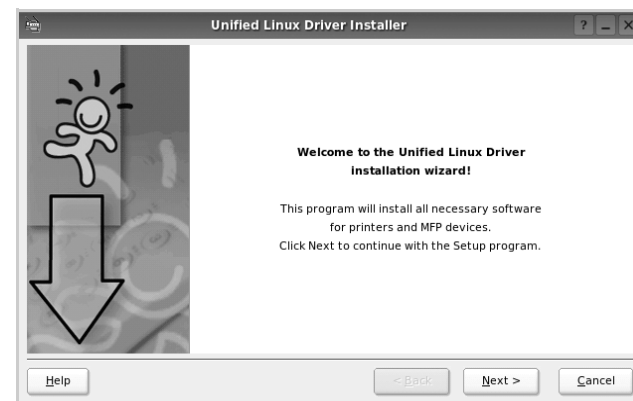 Unified Linux Driver Installer
Welcome to the Unified Linux Driver
installation wizard!
This program will install all necessary software
for printers and MFP devices.
Click Next to continue with the Setup program.
Help
< Back
Next >
Cancel